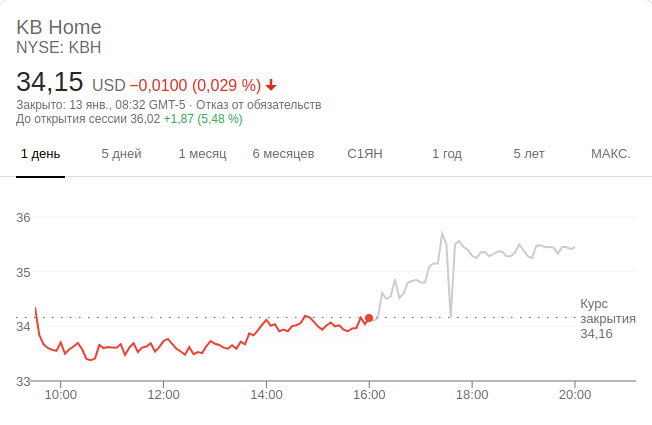 KB Home
NYSE: KBH
34,15 USD −0,0100 (0,029 %)
Закрыто: 13 янв., 08:32 GMT-5 · Отказ от обязательств
До открытия сессии 36,02 +1,87 (5,48 %)
1 день 5 дней 1 месяц 6 месяцев С1ЯН 1 год 5 лет МАКС.
36
35
Курс
закрытия
34,16
34
33
10:00 12:00 14:00 16:00 18:00 20:00